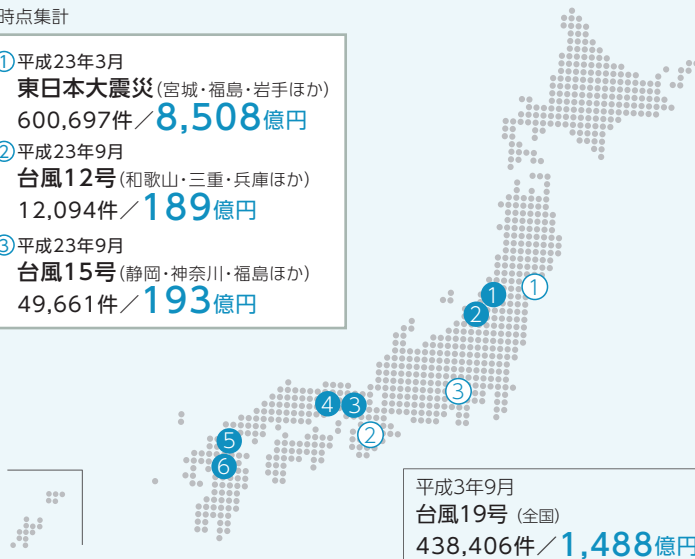 時点集計
①平成23年3月
東日本大震災(宮城・福島・岩手ほか)
600,697件／8,508億円
②平成23年9月
台風12号(和歌山・三重・兵庫ほか)
12,094件／189億円
③平成23年9月
台風15号(静岡・神奈川・福島ほか)
49,661件／193億円
❶
①
❷
③
❹
❸
②
❺
❻
平成3年9月
台風19号 (全国)
438,406件／1,488億円